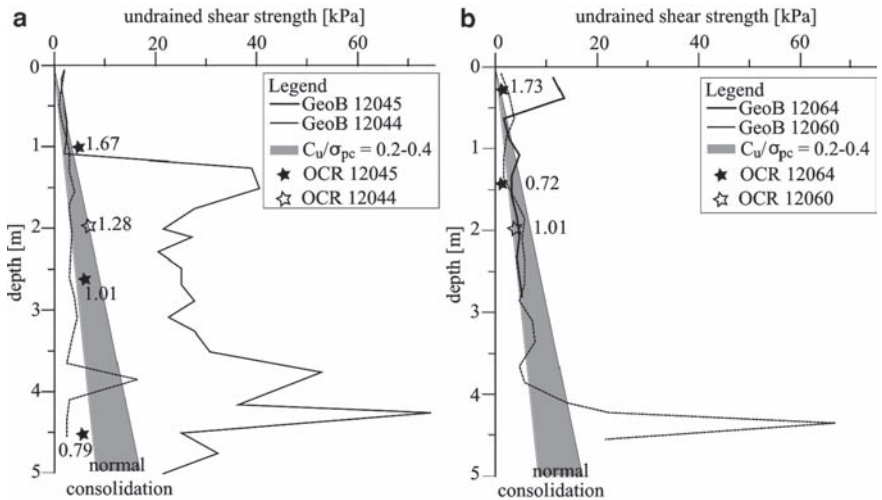 a
undrained shear strength [kPa]
0 20 40 60
0
1
2
3
4
5
depth [m]
Legend
GeoB 12045
GeoB 12044
Cu/σpc = 0.2-0.4
OCR 12045
OCR 12044
1.67
1.28
1.01
0.79
normal
consolidation
b
undrained shear strength [kPa]
0 20 40 60
0
1
2
3
4
5
depth [m]
Legend
GeoB 12064
GeoB 12060
Cu/σpc = 0.2-0.4
OCR 12064
OCR 12060
1.73
0.72
1.01
normal
consolidation